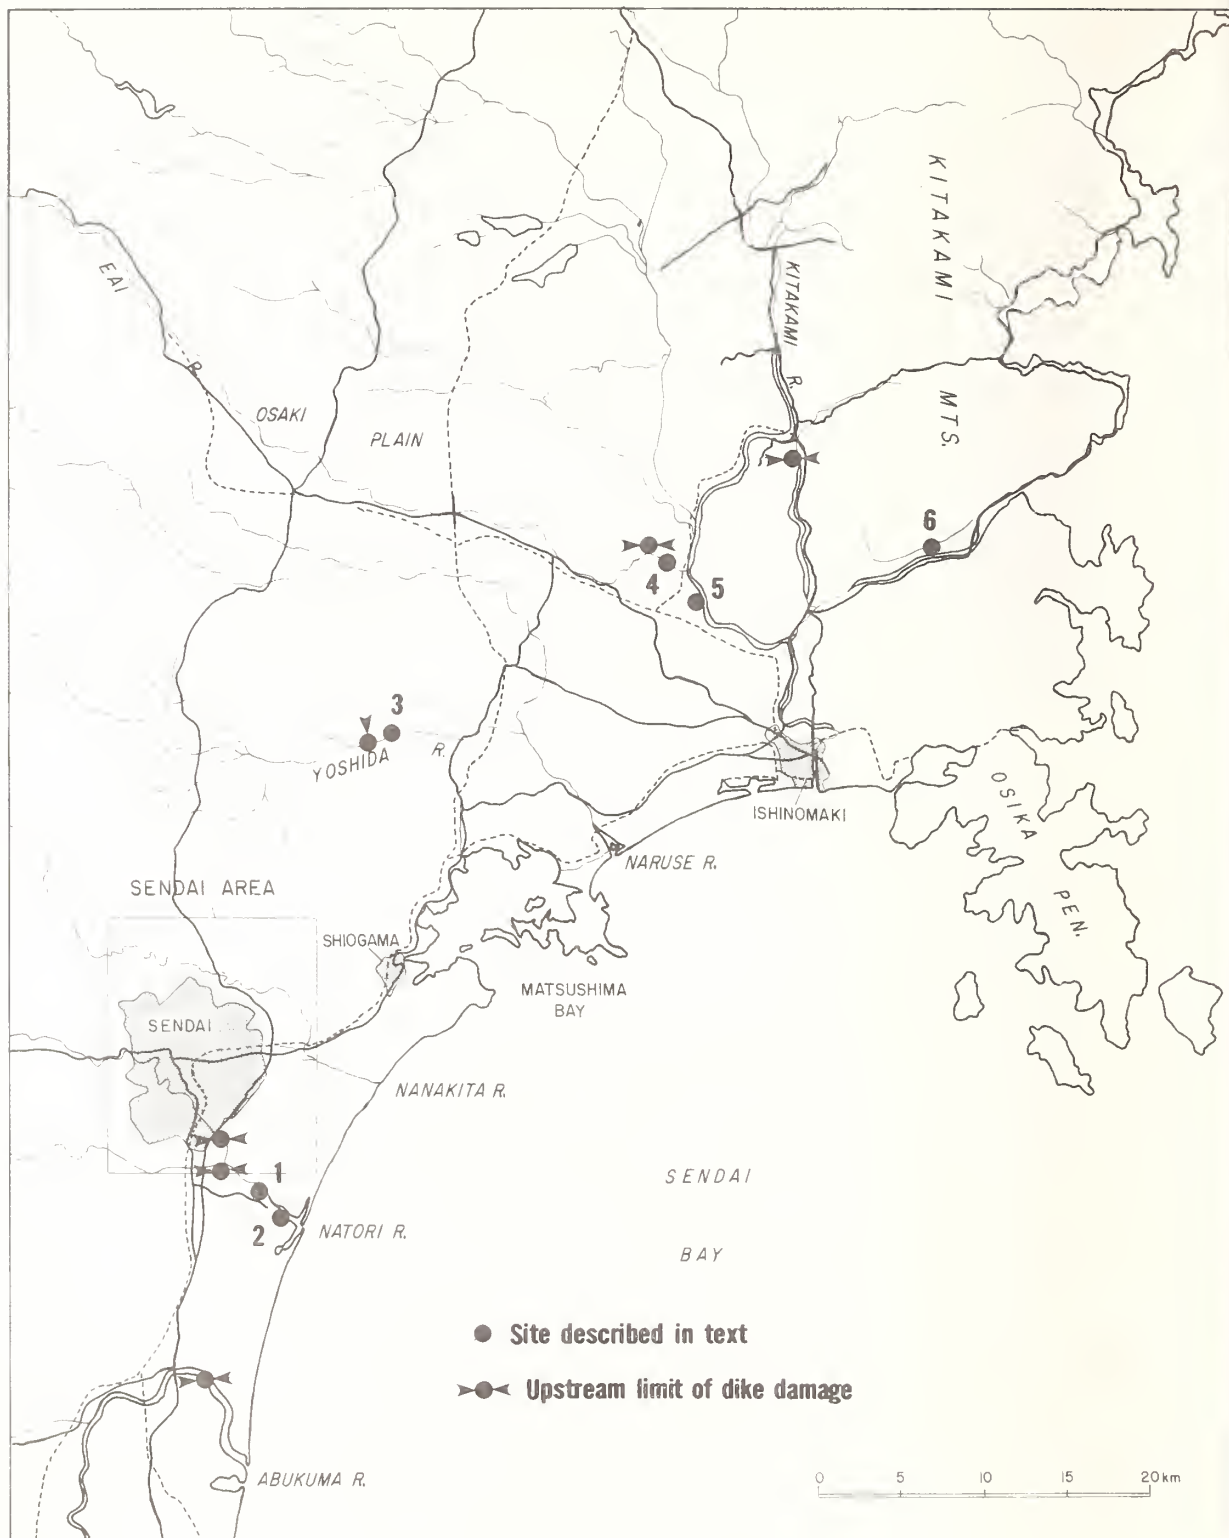 KITAKAMI
MTS.
EAI
R.
KITAKAMI
R.
OSAKI
PLAIN
6
4
5
3
YOSHIDA
R.
ISHINOMAKI
OSIKA
PEN.
NARUSE R.
SENDAI AREA
SHIOGAMA
MATSUSHIMA
BAY
SENDAI
NANAKITA R.
1
2
NATORI R.
SENDAI
BAY
Site described in text
Upstream limit of dike damage
ABUKUMA R.
0 5 10 15 20 km